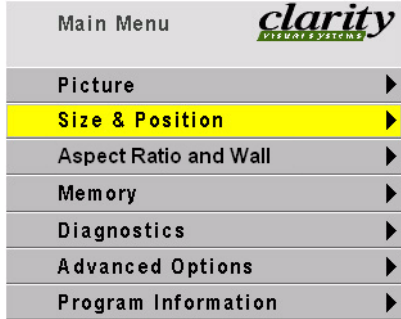 Main Menu
clarity
VISUAL SYSTEMS
Picture
Size & Position
Aspect Ratio and Wall
Memory
Diagnostics
Advanced Options
Program Information